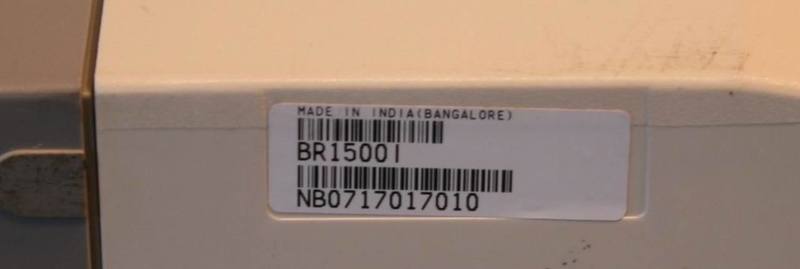 MADE IN INDIA(BANGALORE)
BR1500I
NB0717017010